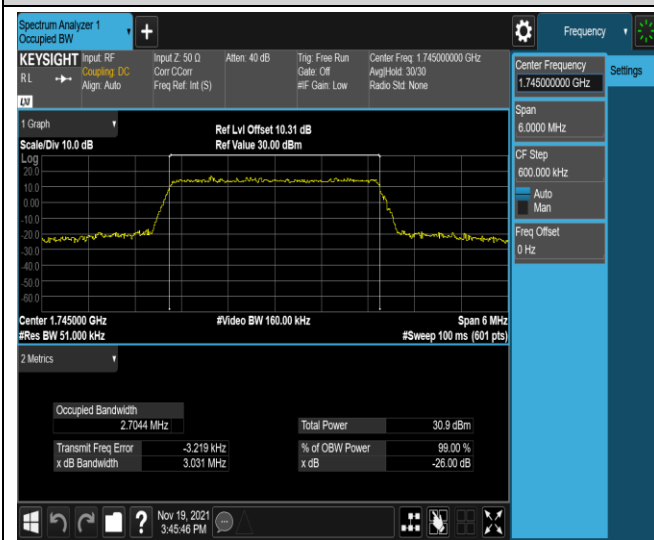 Spectrum Analyzer 1
Occupied BW
+
Frequency
KEYSIGHT
RL
LXI
Input: RF
Coupling: DC
Align: Auto
Input Z: 50 Ω
Corr CCorr
Freq Ref: Int (S)
Atten: 40 dB
Trig: Free Run
Gate: Off
#IF Gain: Low
Center Freq: 1.745000000 GHz
Avg|Hold: 30/30
Radio Std: None
Center Frequency
1.745000000 GHz
Settings
Span
6.0000 MHz
CF Step
600.000 kHz
Auto
Man
Freq Offset
0 Hz
1 Graph
Scale/Div 10.0 dB
Ref Lvl Offset 10.31 dB
Ref Value 30.00 dBm
Log
20.0
10.0
0.00
-10.0
-20.0
-30.0
-40.0
-50.0
-60.0
Center 1.745000 GHz
#Video BW 160.00 kHz
Span 6 MHz
#Res BW 51.000 kHz
#Sweep 100 ms (601 pts)
2 Metrics
Occupied Bandwidth
2.7044 MHz
Total Power 30.9 dBm
Transmit Freq Error -3.219 kHz
% of OBW Power 99.00 %
x dB Bandwidth 3.031 MHz
x dB -26.00 dB
?
Nov 19, 2021
3:45:46 PM